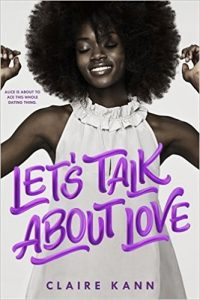 ALICE IS ABOUT TO
ACE THIS WHOLE
DATING THING.
LET'S TALK
ABOUT LOVE
CLAIRE KANN